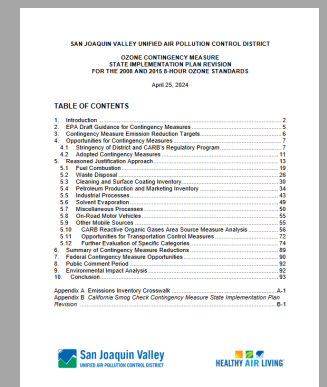 SAN JOAQUIN VALLEY UNIFIED AIR POLLUTION CONTROL DISTRICT
OZONE CONTINGENCY MEASURE
STATE IMPLEMENTATION PLAN REVISION
FOR THE 2008 AND 2015 8-HOUR OZONE STANDARDS
April 25, 2024
TABLE OF CONTENTS
1. Introduction ... 2
2. EPA Draft Guidance for Contingency Measures ... 5
3. Contingency Measure Emission Reduction Targets ... 6
4. Opportunities for Contingency Measures ... 7
4.1 Stringency of District and CARB's Regulatory Program ... 7
4.2 Adopted Contingency Measures ... 11
5. Reasoned Justification Approach ... 13
5.1 Fuel Combustion ... 19
5.2 Waste Disposal ... 26
5.3 Cleaning and Surface Coating Inventory ... 30
5.4 Petroleum Production and Marketing Inventory ... 34
5.5 Industrial Processes ... 43
5.6 Solvent Evaporation ... 49
5.7 Miscellaneous Processes ... 50
5.8 On-Road Motor Vehicles ... 55
5.9 Other Mobile Sources ... 55
5.10 CARB Reactive Organic Gases Area Source Measure Analysis ... 56
5.11 Opportunities for Transportation Control Measures ... 72
5.12 Further Evaluation of Specific Categories ... 74
6. Summary of Contingency Measure Reductions ... 89
7. Federal Contingency Measure Opportunities ... 90
8. Public Comment Period ... 92
9. Environmental Impact Analysis ... 92
10. Conclusion ... 93
Appendix A Emissions Inventory Crosswalk ... A-1
Appendix B California Smog Check Contingency Measure State Implementation Plan
Revision ... B-1
San Joaquin Valley
UNIFIED AIR POLLUTION CONTROL DISTRICT
HEALTHY AIR LIVING